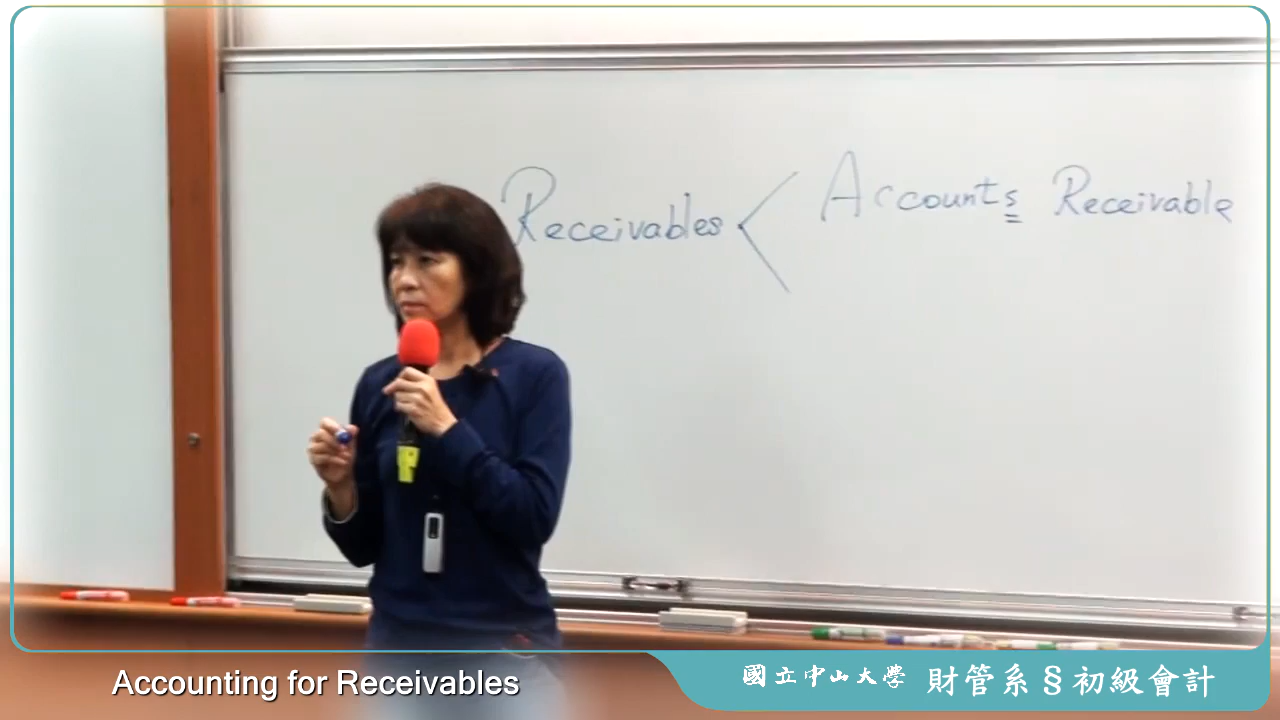 Receivables < Accounts Receivable
Accounting for Receivables
國立中山大學 財管系§初級會計